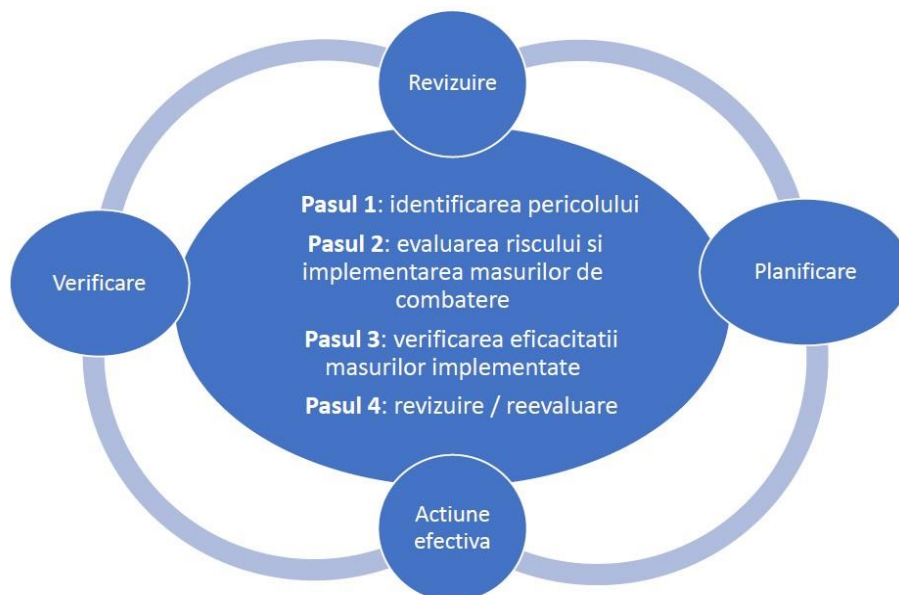 Revizuire
Pasul 1: identificarea pericolului
Pasul 2: evaluarea riscului si
implementarea masurilor de
combatere
Pasul 3: verificarea eficacitatii
masurilor implementate
Pasul 4: revizuire / reevaluare
Verificare
Planificare
Actiune
efectiva